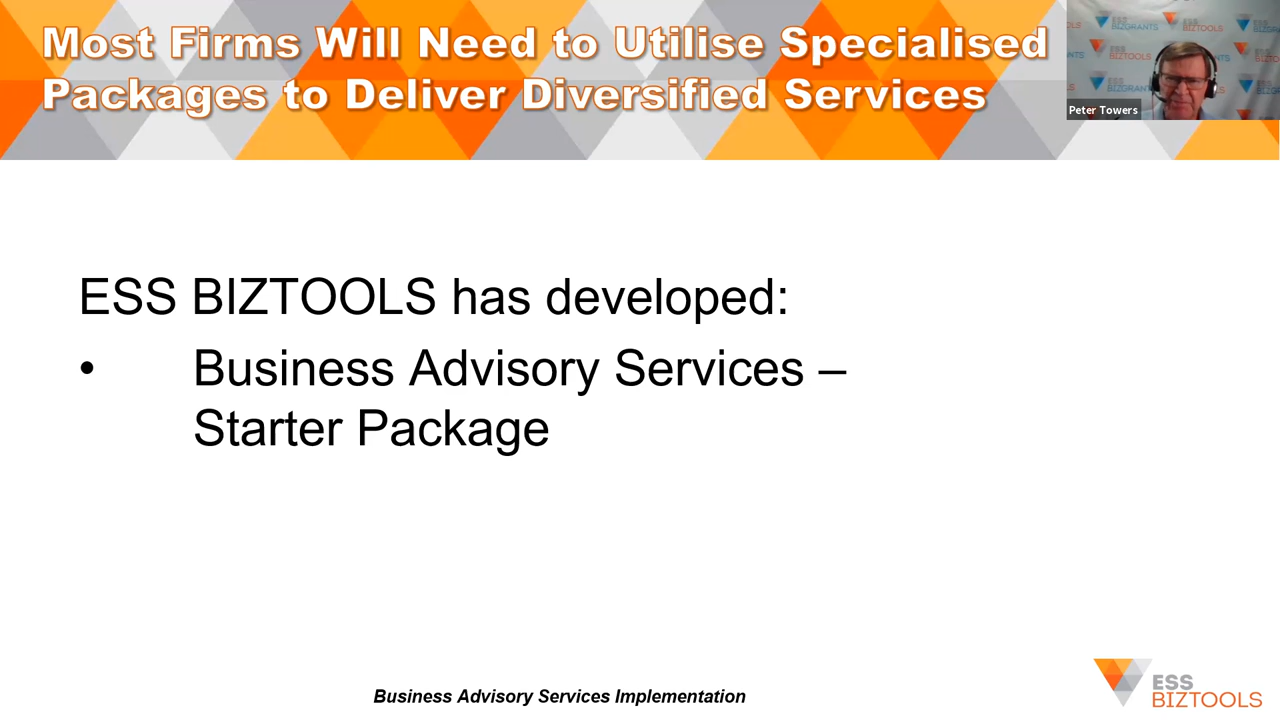 Most Firms Will Need to Utilise Specialised
Packages to Deliver Diversified Services
Peter Towers
ESS BIZTOOLS has developed:
• Business Advisory Services –
Starter Package
Business Advisory Services Implementation
ESS
BIZTOOLS